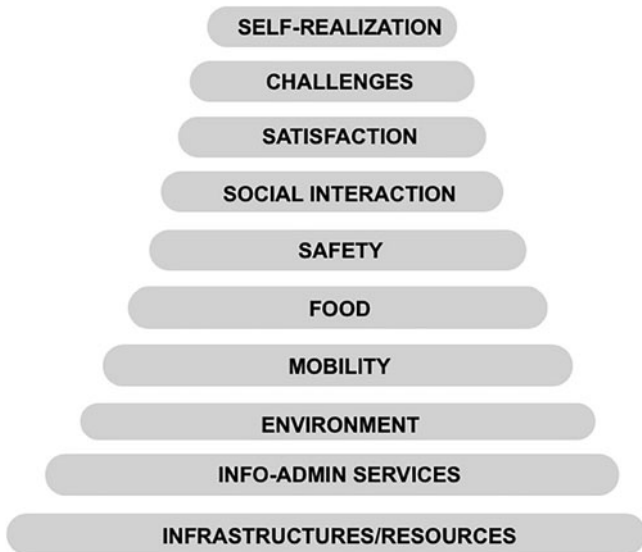 SELF-REALIZATION
CHALLENGES
SATISFACTION
SOCIAL INTERACTION
SAFETY
FOOD
MOBILITY
ENVIRONMENT
INFO-ADMIN SERVICES
INFRASTRUCTURES/RESOURCES